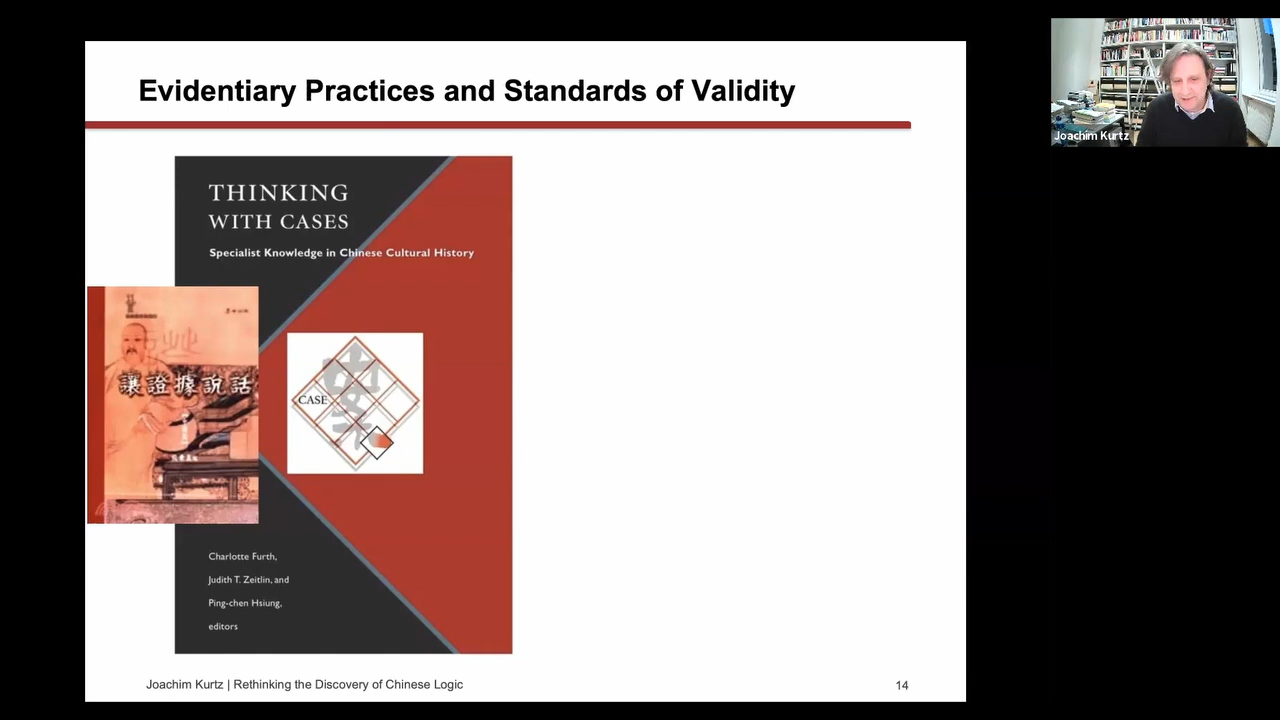 Evidentiary Practices and Standards of Validity
THINKING
WITH CASES
Specialist Knowledge in Chinese Cultural History
讓證據說話
案
CASE
Charlotte Furth,
Judith T. Zeitlin, and
Ping-chen Hsiung,
editors
Joachim Kurtz | Rethinking the Discovery of Chinese Logic
14
Joachim Kurtz